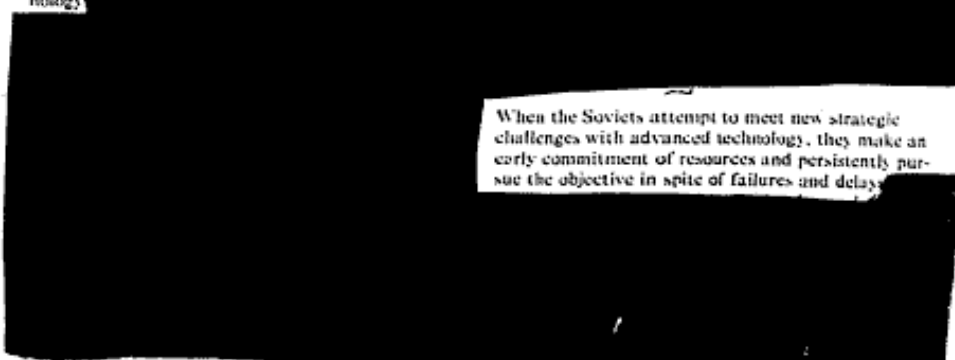 nology
When the Soviets attempt to meet new strategic
challenges with advanced technology, they make an
early commitment of resources and persistently pur-
sue the objective in spite of failures and delays